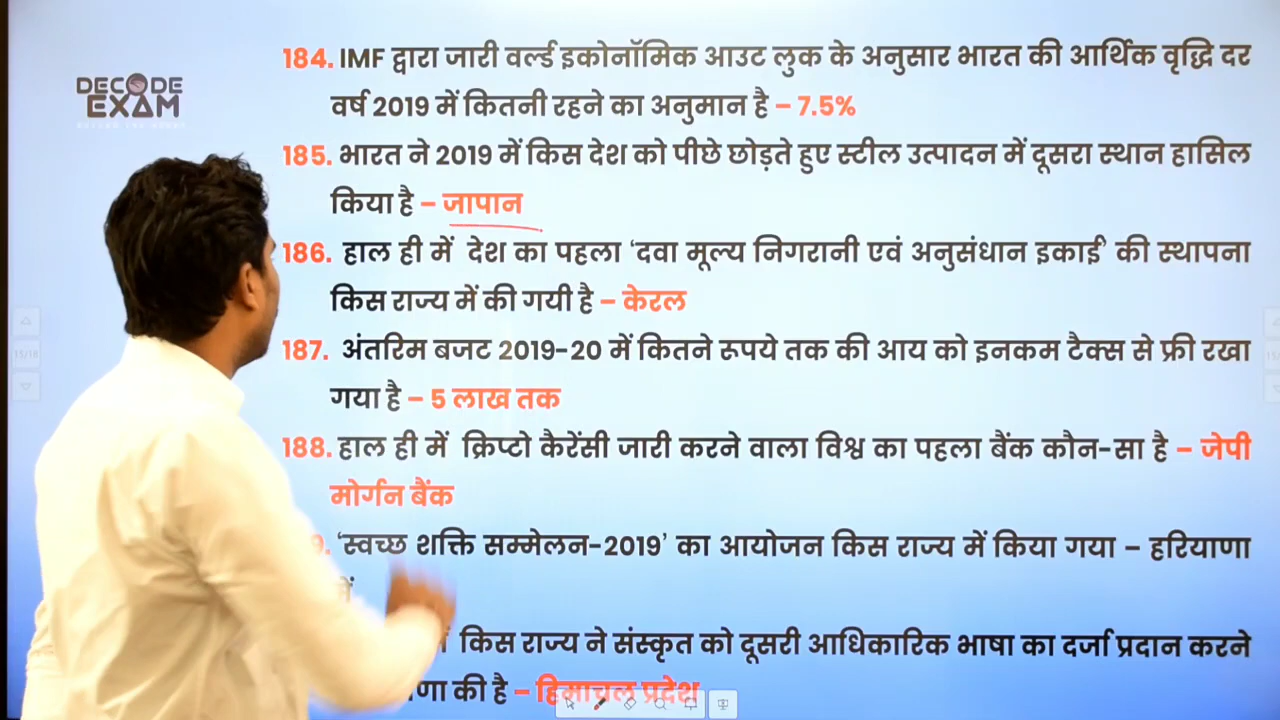 DECODE
EXAM
184. IMF द्वारा जारी वर्ल्ड इकोनॉमिक आउट लुक के अनुसार भारत की आर्थिक वृद्धि दर
वर्ष 2019 में कितनी रहने का अनुमान है – 7.5%
185. भारत ने 2019 में किस देश को पीछे छोड़ते हुए स्टील उत्पादन में दूसरा स्थान हासिल
किया है – जापान
186. हाल ही में देश का पहला ‘दवा मूल्य निगरानी एवं अनुसंधान इकाई’ की स्थापना
किस राज्य में की गयी है – केरल
187. अंतरिम बजट 2019-20 में कितने रूपये तक की आय को इनकम टैक्स से फ्री रखा
गया है – 5 लाख तक
188. हाल ही में क्रिप्टो कैरेंसी जारी करने वाला विश्व का पहला बैंक कौन-सा है – जेपी
मोर्गन बैंक
9. ‘स्वच्छ शक्ति सम्मेलन-2019’ का आयोजन किस राज्य में किया गया – हरियाणा
किस राज्य ने संस्कृत को दूसरी आधिकारिक भाषा का दर्जा प्रदान करने
की है – हिमाचल प्रदेश
15/18